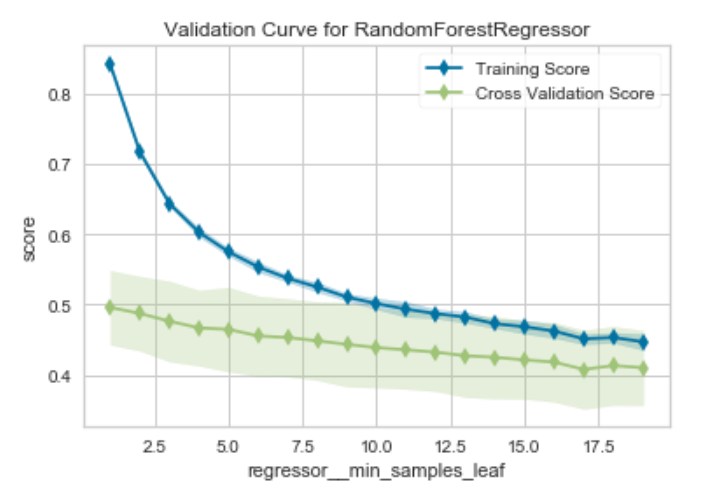 Validation Curve for RandomForestRegressor
Training Score
Cross Validation Score
0.8
0.7
0.6
0.5
0.4
score
2.5 5.0 7.5 10.0 12.5 15.0 17.5
regressor__min_samples_leaf